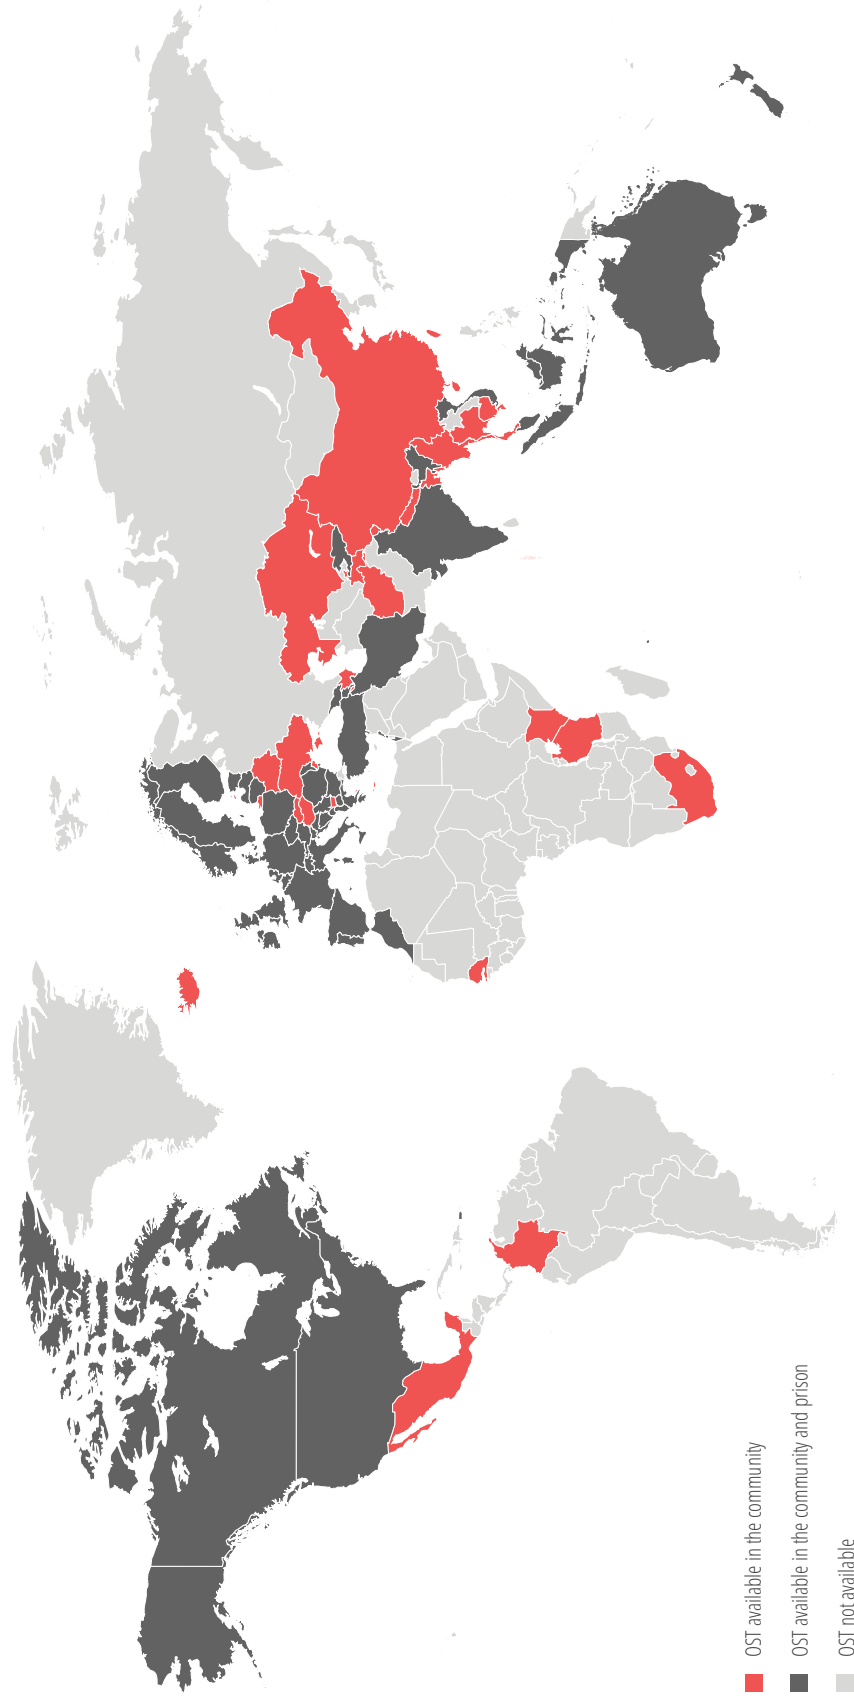 OST available in the community
OST available in the community and prison
OST not available